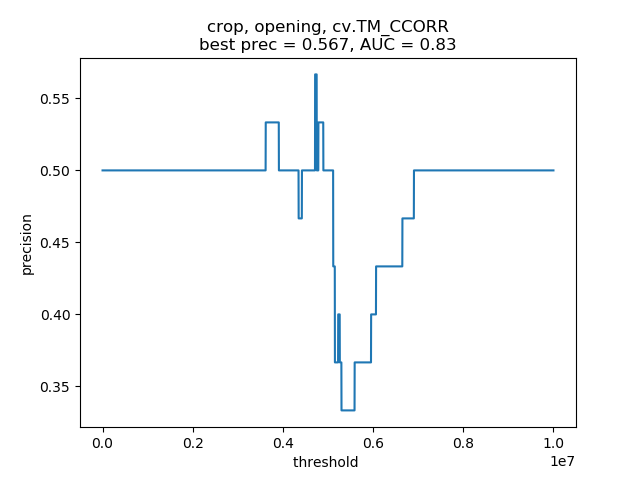 crop, opening, cv.TM_CCORR
best prec = 0.567, AUC = 0.83
0.55
0.50
0.45
0.40
0.35
precision
0.0 0.2 0.4 0.6 0.8 1.0
1e7
threshold